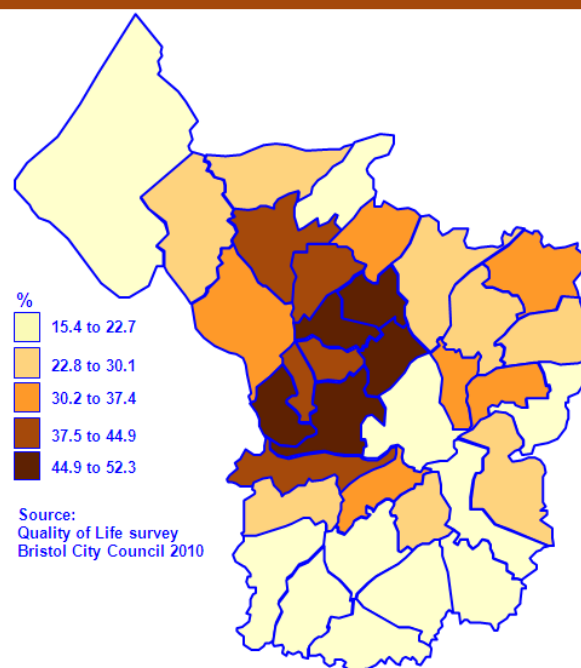 %
15.4 to 22.7
22.8 to 30.1
30.2 to 37.4
37.5 to 44.9
44.9 to 52.3
Source:
Quality of Life survey
Bristol City Council 2010